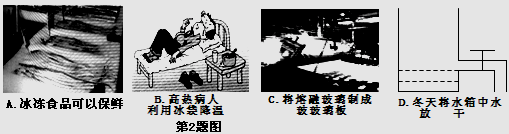 A.冰冻食品可以保鲜
B.高热病人
利用冰袋降温
C.将熔融玻璃制成
玻玻璃板
D.冬天将水箱中水
放 干
第2题图